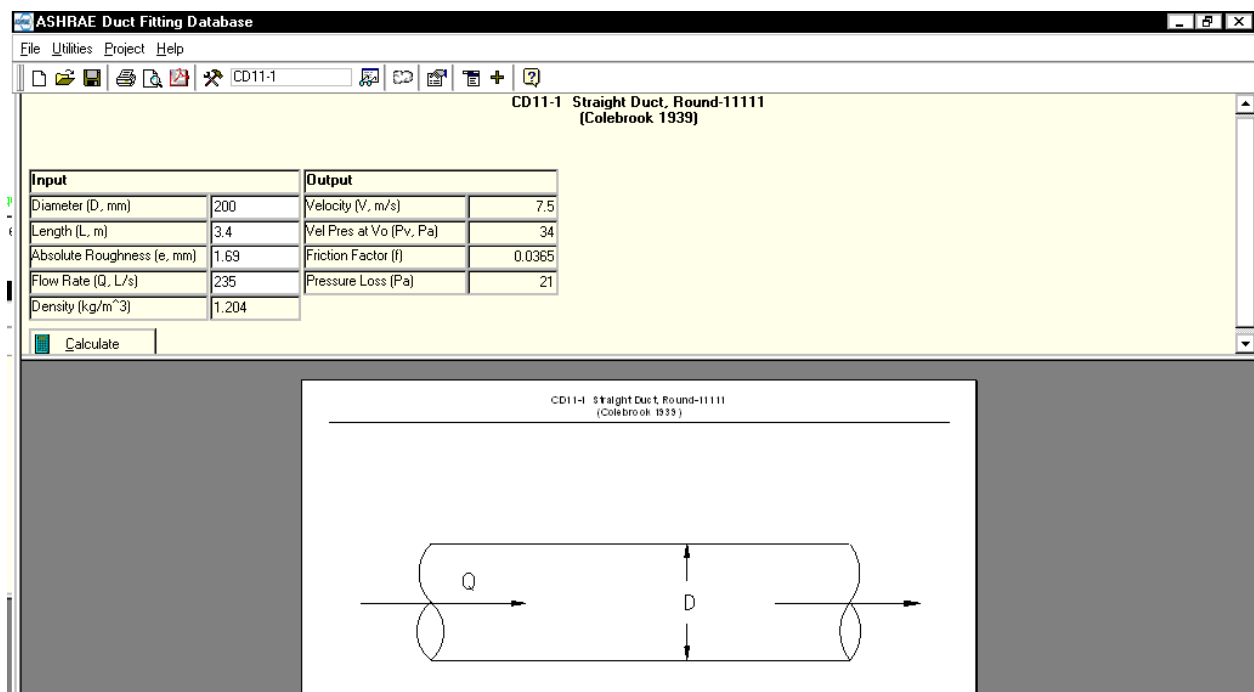 ASHRAE Duct Fitting Database
File Utilities Project Help
CD11-1
CD11-1 Straight Duct, Round-11111
(Colebrook 1939)
Input Output
Diameter (D, mm) 200 Velocity (V, m/s) 7.5
Length (L, m) 3.4 Vel Pres at Vo (Pv, Pa) 34
Absolute Roughness (e, mm) 1.69 Friction Factor (f) 0.0365
Flow Rate (Q, L/s) 235 Pressure Loss (Pa) 21
Density (kg/m^3) 1.204
Calculate
CD11-1 Straight Duct, Round-11111
(Colebrook 1939)
Q
D